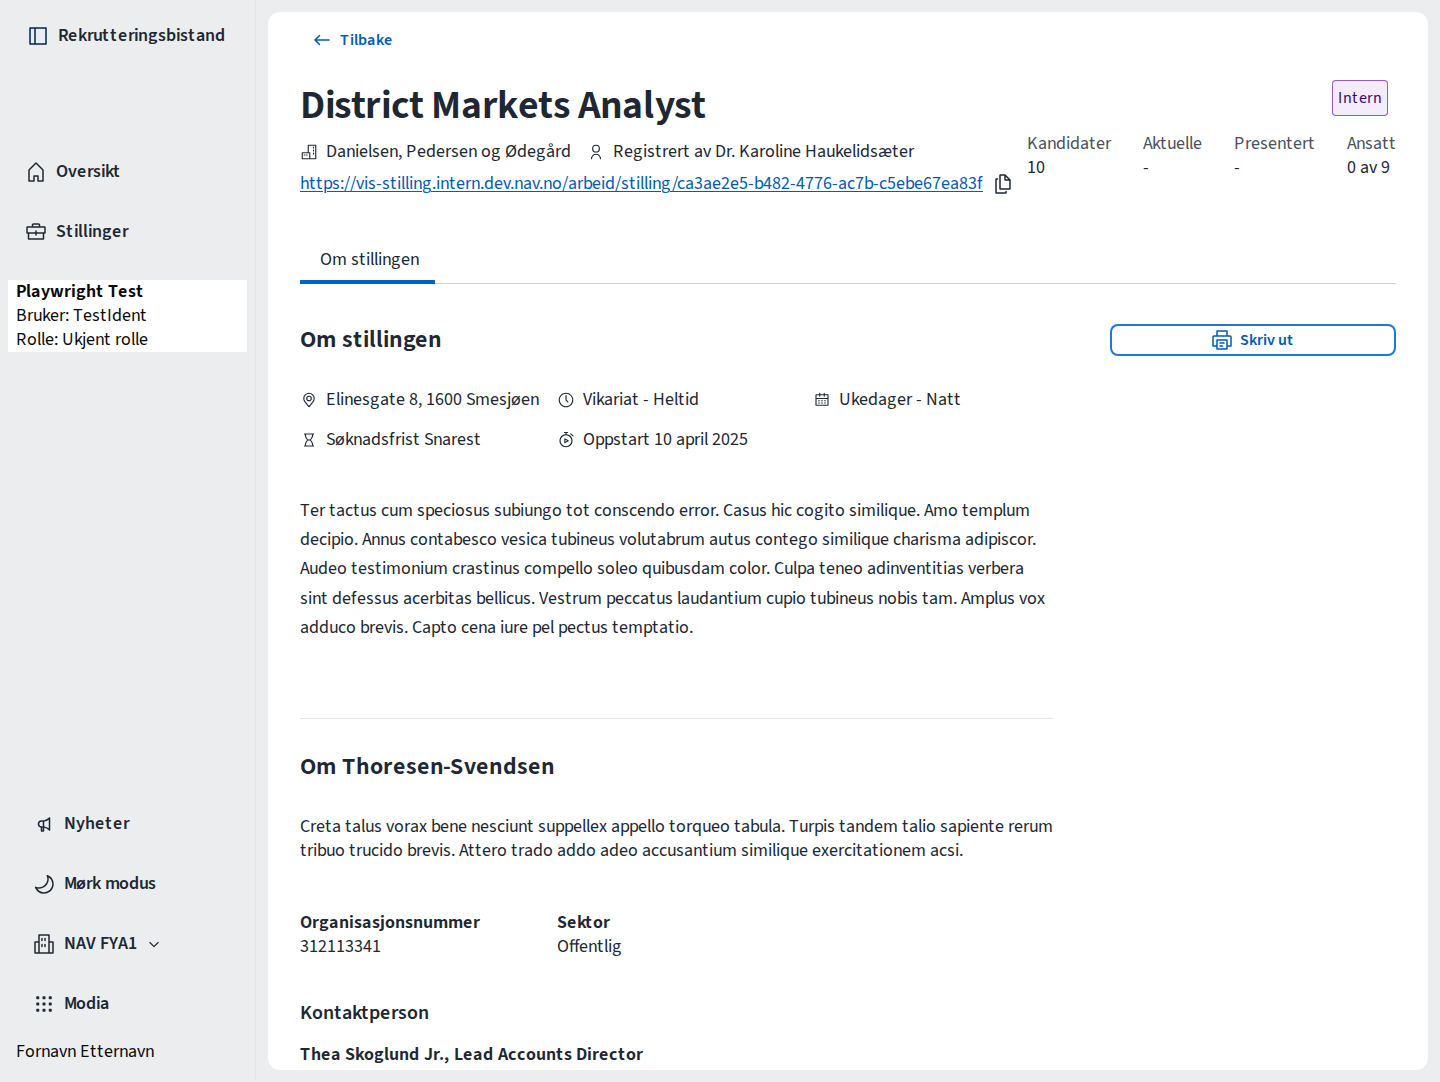 Rekrutteringsbistand
Oversikt
Stillinger
Playwright Test
Bruker: TestIdent
Rolle: Ukjent rolle
Nyheter
Mørk modus
NAV FYA1
Modia
Fornavn Etternavn
Tilbake
District Markets Analyst
Intern
Danielsen, Pedersen og Ødegård
Registrert av Dr. Karoline Haukelidsæter
https://vis-stilling.intern.dev.nav.no/arbeid/stilling/ca3ae2e5-b482-4776-ac7b-c5ebe67ea83f
Kandidater
10
Aktuelle
-
Presentert
-
Ansatt
0 av 9
Om stillingen
Om stillingen
Skriv ut
Elinesgate 8, 1600 Smesjøen
Vikariat - Heltid
Ukedager - Natt
Søknadsfrist Snarest
Oppstart 10 april 2025
Ter tactus cum speciosus subiungo tot conscendo error. Casus hic cogito similique. Amo templum
decipio. Annus contabesco vesica tubineus volutabrum autus contego similique charisma adipiscor.
Audeo testimonium crastinus compello soleo quibusdam color. Culpa teneo adinventitias verbera
sint defessus acerbitas bellicus. Vestrum peccatus laudantium cupio tubineus nobis tam. Amplus vox
adduco brevis. Capto cena iure pel pectus temptatio.
Om Thoresen-Svendsen
Creta talus vorax bene nesciunt suppellex appello torqueo tabula. Turpis tandem talio sapiente rerum
tribuo trucido brevis. Attero trado addo adeo accusantium similique exercitationem acsi.
Organisasjonsnummer
312113341
Sektor
Offentlig
Kontaktperson
Thea Skoglund Jr., Lead Accounts Director